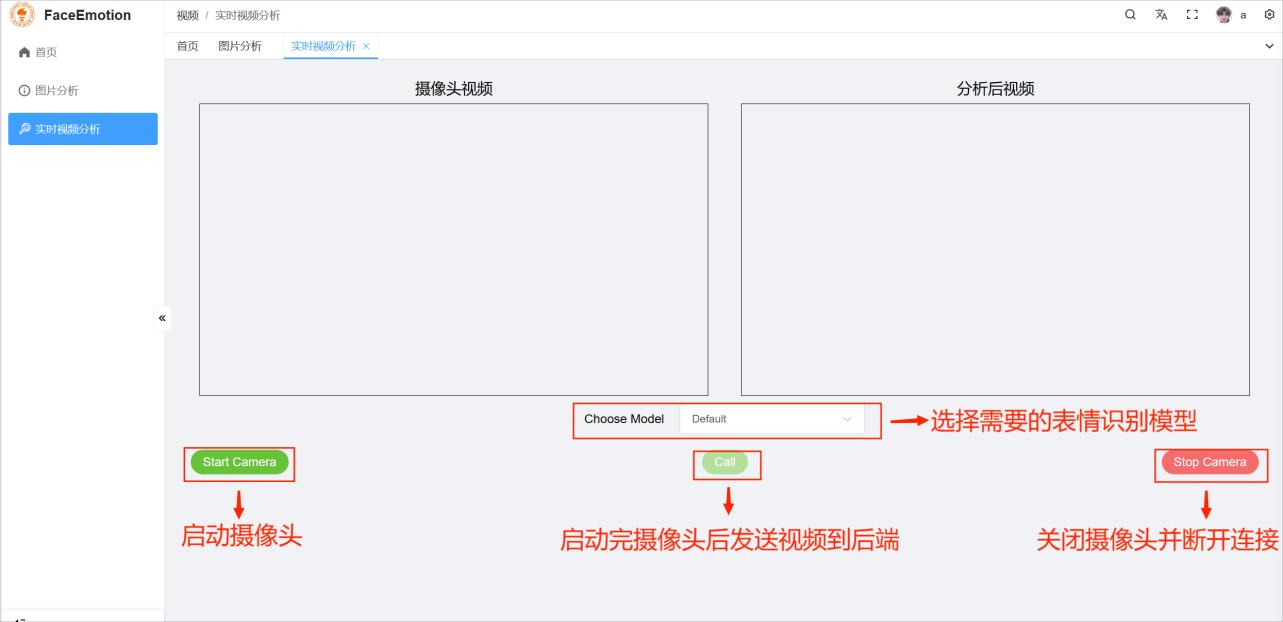 FaceEmotion
视频 / 实时视频分析
a
首页
图片分析
实时视频分析
首页 图片分析 实时视频分析 ×
摄像头视频
分析后视频
Choose Model Default
选择需要的表情识别模型
Start Camera
Call
Stop Camera
启动摄像头
启动完摄像头后发送视频到后端
关闭摄像头并断开连接